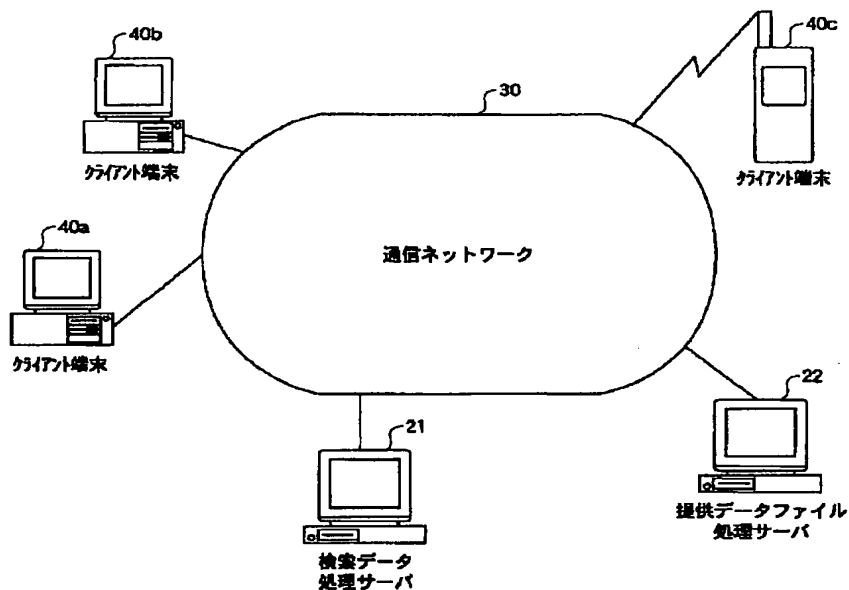 40b
40c
30
クライアント端末
クライアント端末
40a
通信ネットワーク
クライアント端末
22
21
提供データファイル
処理サーバ
検索データ
処理サーバ